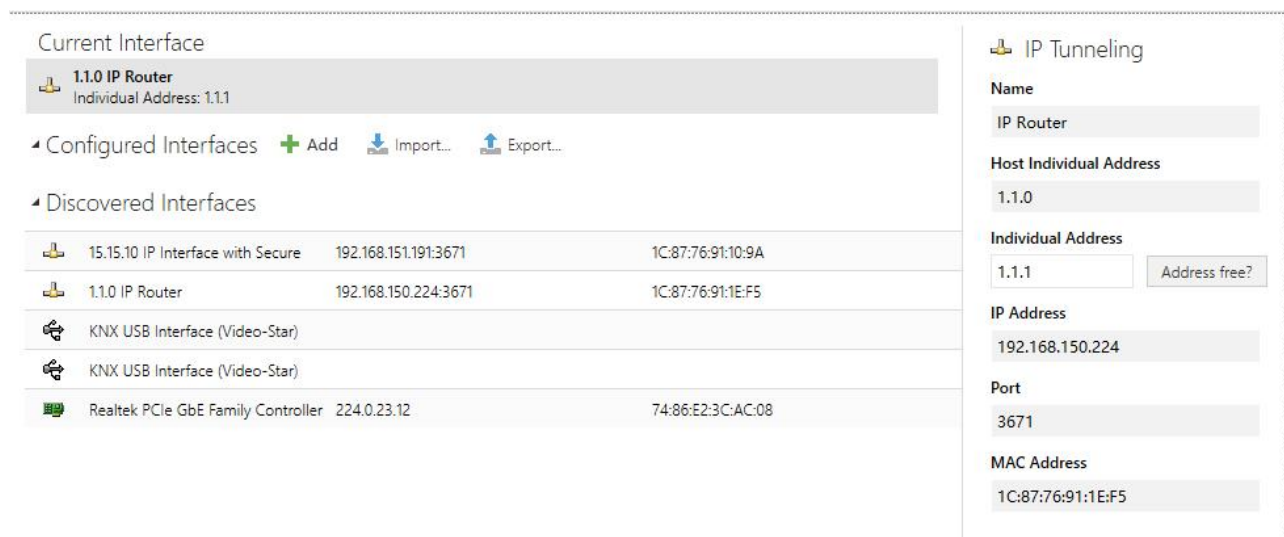 Current Interface
1.1.0 IP Router
Individual Address: 1.1.1
Configured Interfaces Add Import... Export...
Discovered Interfaces
15.15.10 IP Interface with Secure 192.168.151.191:3671 1C:87:76:91:10:9A
1.1.0 IP Router 192.168.150.224:3671 1C:87:76:91:1E:F5
KNX USB Interface (Video-Star)
KNX USB Interface (Video-Star)
Realtek PCIe GbE Family Controller 224.0.23.12 74:86:E2:3C:AC:08
IP Tunneling
Name
IP Router
Host Individual Address
1.1.0
Individual Address
1.1.1 Address free?
IP Address
192.168.150.224
Port
3671
MAC Address
1C:87:76:91:1E:F5